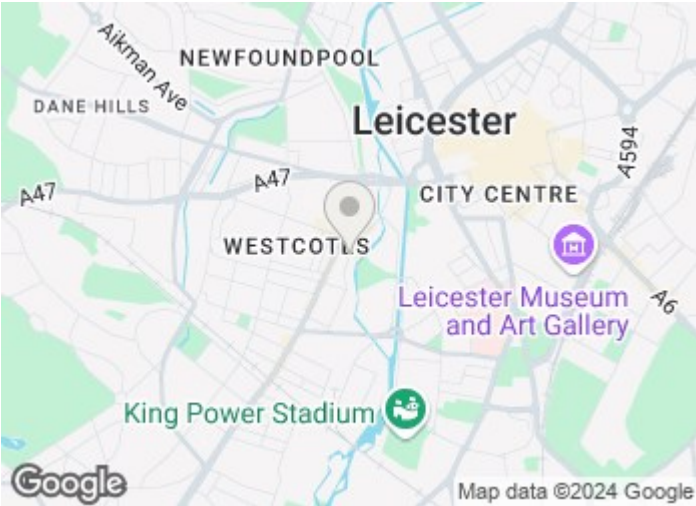 Aikman Ave
NEWFOUNDPOOL
DANE HILLS
Leicester
A594
A47
A47
CITY CENTRE
WESTCOTES
Leicester Museum
and Art Gallery
A6
King Power Stadium
Google
Map data ©2024 Google